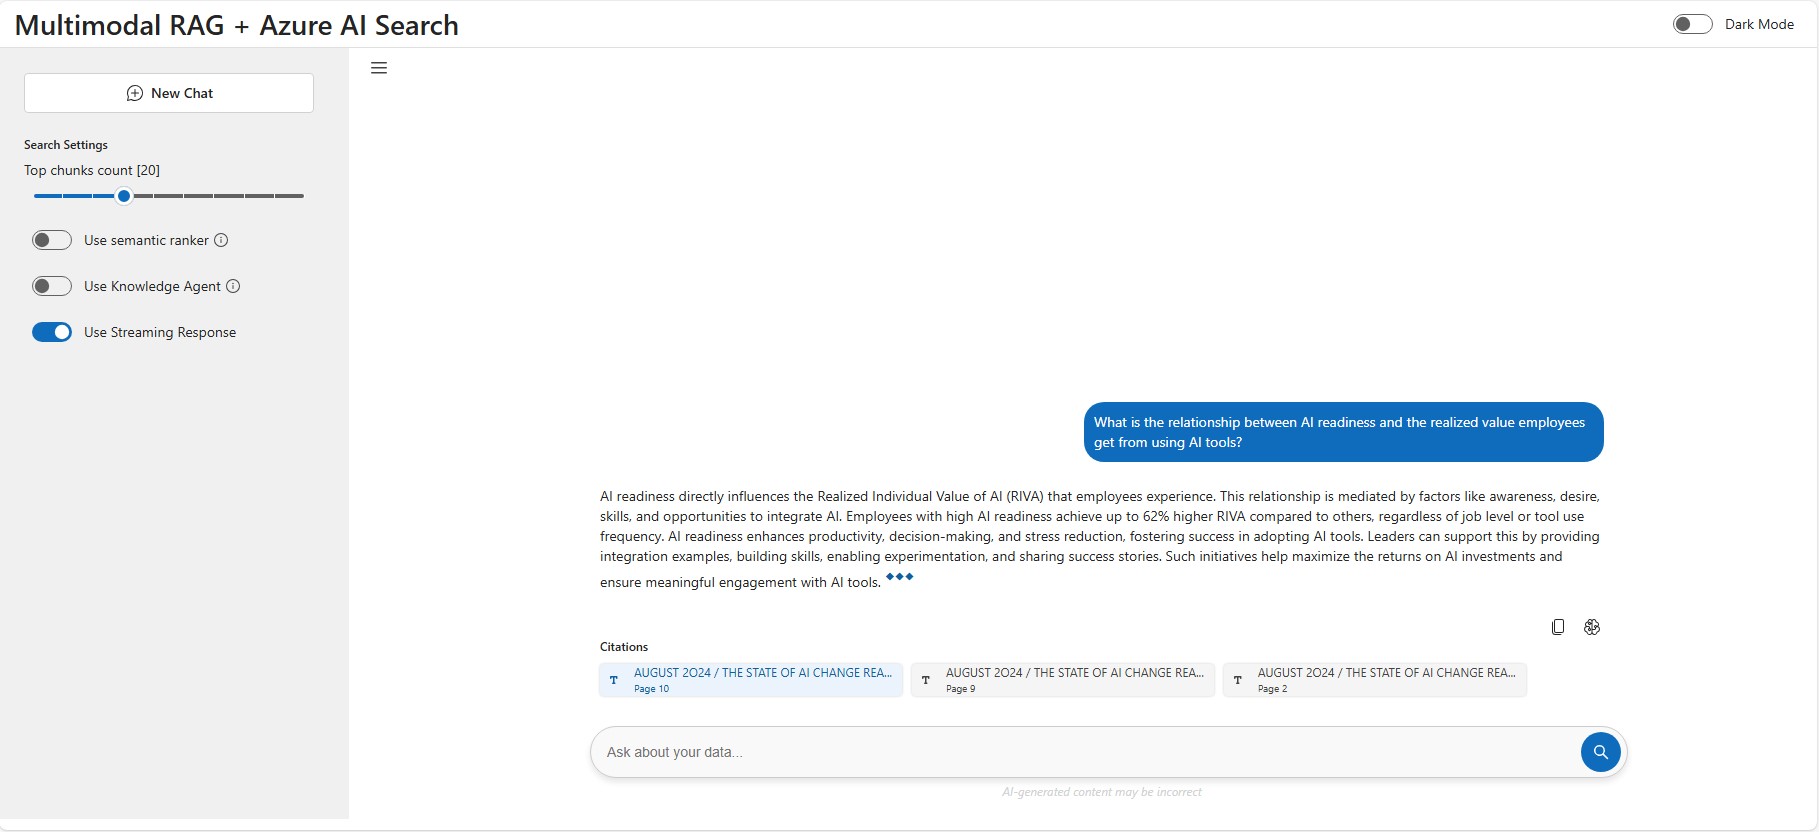 Multimodal RAG + Azure AI Search
Dark Mode
New Chat
Search Settings
Top chunks count [20]
Use semantic ranker
Use Knowledge Agent
Use Streaming Response
What is the relationship between AI readiness and the realized value employees
get from using AI tools?
AI readiness directly influences the Realized Individual Value of AI (RIVA) that employees experience. This relationship is mediated by factors like awareness, desire,
skills, and opportunities to integrate AI. Employees with high AI readiness achieve up to 62% higher RIVA compared to others, regardless of job level or tool use
frequency. AI readiness enhances productivity, decision-making, and stress reduction, fostering success in adopting AI tools. Leaders can support this by providing
integration examples, building skills, enabling experimentation, and sharing success stories. Such initiatives help maximize the returns on AI investments and
ensure meaningful engagement with AI tools.
Citations
T AUGUST 2O24 / THE STATE OF AI CHANGE REA...
Page 10
T AUGUST 2O24 / THE STATE OF AI CHANGE REA...
Page 9
T AUGUST 2O24 / THE STATE OF AI CHANGE REA...
Page 2
Ask about your data...
AI-generated content may be incorrect